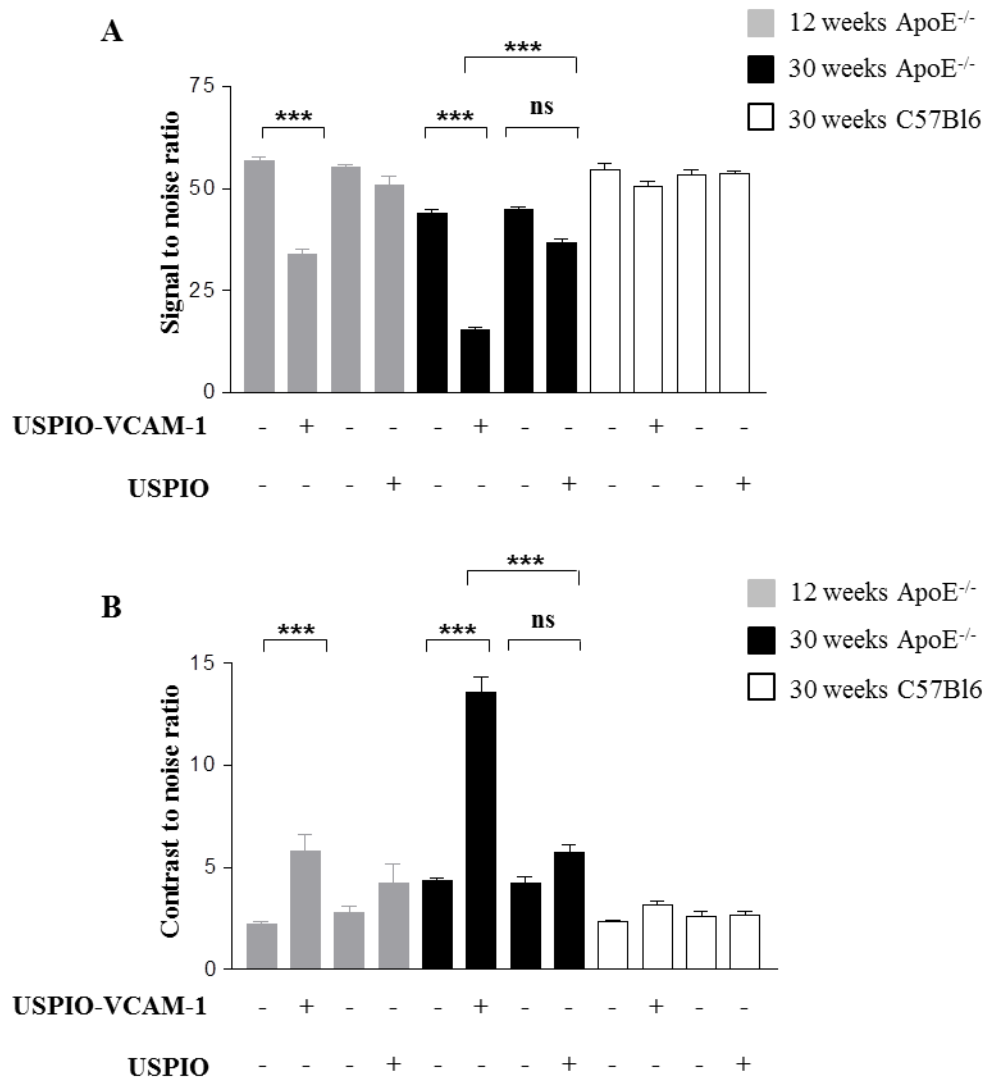 A
12 weeks ApoE-/-
30 weeks ApoE-/-
30 weeks C57Bl6
***
***
***
ns
75
50
25
0
Signal to noise ratio
USPIO-VCAM-1 - + - - - + - - - + - -
USPIO - - - + - - - + - - - +
B
12 weeks ApoE-/-
30 weeks ApoE-/-
30 weeks C57Bl6
***
***
***
ns
15
10
5
0
Contrast to noise ratio
USPIO-VCAM-1 - + - - - + - - - + - -
USPIO - - - + - - - + - - - +